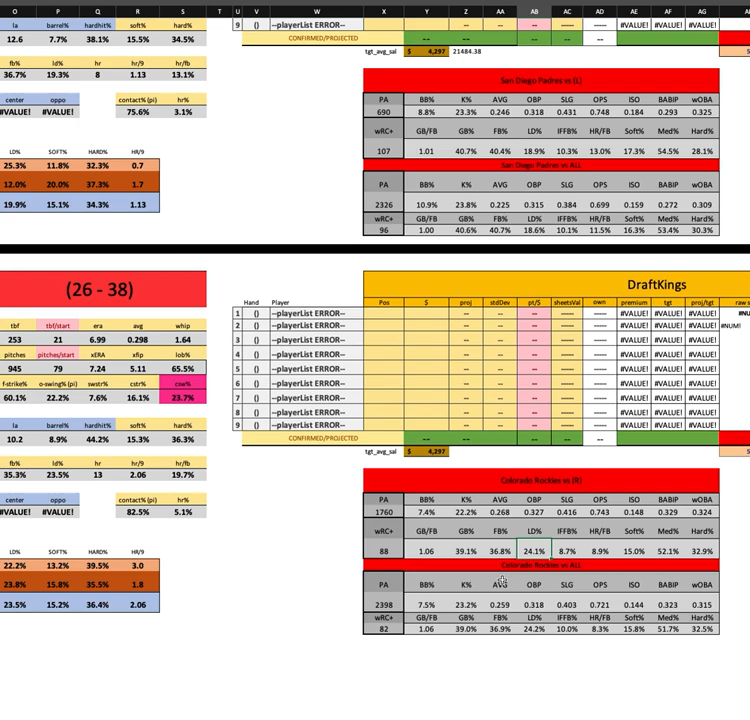 O P Q R S T U V W X Y Z AA AB AC AD AE AF AG
la barrel% hardhit% soft% hard% 9 () --playerList ERROR-- -- -- -- ----- ----- #VALUE! #VALUE! #VALUE!
12.6 7.7% 38.1% 15.5% 34.5% CONFIRMED/PROJECTED -- -- -- --
tgt_avg_sal $ 4,297 21484.38
fb% ld% hr hr/9 hr/fb
36.7% 19.3% 8 1.13 13.1% San Diego Padres vs (L)
center oppo contact% (pi) hr% PA BB% K% AVG OBP SLG OPS ISO BABIP wOBA
#VALUE! #VALUE! 75.6% 3.1% 690 8.8% 23.3% 0.246 0.318 0.431 0.748 0.184 0.293 0.325
wRC+ GB/FB GB% FB% LD% IFFB% HR/FB Soft% Med% Hard%
LD% SOFT% HARD% HR/9 107 1.01 40.7% 40.4% 18.9% 10.3% 13.0% 17.3% 54.5% 28.1%
25.3% 11.8% 32.3% 0.7 San Diego Padres vs ALL
12.0% 20.0% 37.3% 1.7 PA BB% K% AVG OBP SLG OPS ISO BABIP wOBA
19.9% 15.1% 34.3% 1.13 2326 10.9% 23.8% 0.225 0.315 0.384 0.699 0.159 0.272 0.309
wRC+ GB/FB GB% FB% LD% IFFB% HR/FB Soft% Med% Hard%
96 1.00 40.6% 40.7% 18.6% 10.1% 11.5% 16.3% 53.4% 30.3%
(26 - 38) DraftKings
Hand Player Pos $ proj stdDev pt/$ sheetsVal own premium tgt proj/tgt raw s
1 () --playerList ERROR-- -- -- -- ----- ----- #VALUE! #VALUE! #VALUE! #NU
tbf tbf/start era avg whip 2 () --playerList ERROR-- -- -- -- ----- ----- #VALUE! #VALUE! #VALUE! #NUM!
253 21 6.99 0.298 1.64 3 () --playerList ERROR-- -- -- -- ----- ----- #VALUE! #VALUE! #VALUE!
pitches pitches/start xERA xfip lob% 4 () --playerList ERROR-- -- -- -- ----- ----- #VALUE! #VALUE! #VALUE!
945 79 7.24 5.11 65.5% 5 () --playerList ERROR-- -- -- -- ----- ----- #VALUE! #VALUE! #VALUE!
f-strike% o-swing% (pi) swstr% cstr% csw% 6 () --playerList ERROR-- -- -- -- ----- ----- #VALUE! #VALUE! #VALUE!
60.1% 22.2% 7.6% 16.1% 23.7% 7 () --playerList ERROR-- -- -- -- ----- ----- #VALUE! #VALUE! #VALUE!
8 () --playerList ERROR-- -- -- -- ----- ----- #VALUE! #VALUE! #VALUE!
la barrel% hardhit% soft% hard% 9 () --playerList ERROR-- -- -- -- ----- ----- #VALUE! #VALUE! #VALUE!
10.2 8.9% 44.2% 15.3% 36.3% CONFIRMED/PROJECTED -- -- -- --
tgt_avg_sal $ 4,297
fb% ld% hr hr/9 hr/fb
35.3% 23.5% 13 2.06 19.7% Colorado Rockies vs (R)
center oppo contact% (pi) hr% PA BB% K% AVG OBP SLG OPS ISO BABIP wOBA
#VALUE! #VALUE! 82.5% 5.1% 1760 7.4% 22.2% 0.268 0.327 0.416 0.743 0.148 0.329 0.324
wRC+ GB/FB GB% FB% LD% IFFB% HR/FB Soft% Med% Hard%
LD% SOFT% HARD% HR/9 88 1.06 39.1% 36.8% 24.1% 8.7% 8.9% 15.0% 52.1% 32.9%
22.2% 13.2% 39.5% 3.0 Colorado Rockies vs ALL
23.8% 15.8% 35.5% 1.8 PA BB% K% AVG OBP SLG OPS ISO BABIP wOBA
23.5% 15.2% 36.4% 2.06 2398 7.5% 23.2% 0.259 0.318 0.403 0.721 0.144 0.323 0.315
wRC+ GB/FB GB% FB% LD% IFFB% HR/FB Soft% Med% Hard%
82 1.06 39.0% 36.9% 24.2% 10.0% 8.3% 15.8% 51.7% 32.5%